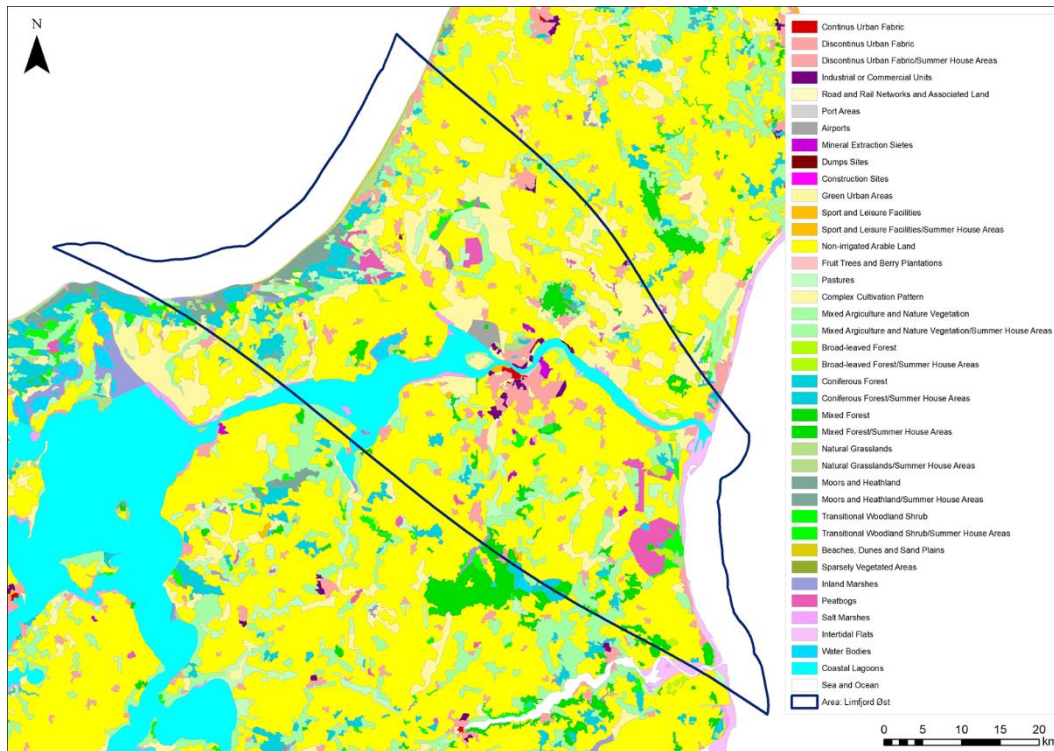 N
Continus Urban Fabric
Discontinus Urban Fabric
Discontinus Urban Fabric/Summer House Areas
Industrial or Commercial Units
Road and Rail Networks and Associated Land
Port Areas
Airports
Mineral Extraction Sietes
Dumps Sites
Construction Sites
Green Urban Areas
Sport and Leisure Facilities
Sport and Leisure Facilities/Summer House Areas
Non-irrigated Arable Land
Fruit Trees and Berry Plantations
Pastures
Complex Cultivation Pattern
Mixed Argiculture and Nature Vegetation
Mixed Argiculture and Nature Vegetation/Summer House Areas
Broad-leaved Forest
Broad-leaved Forest/Summer House Areas
Coniferous Forest
Coniferous Forest/Summer House Areas
Mixed Forest
Mixed Forest/Summer House Areas
Natural Grasslands
Natural Grasslands/Summer House Areas
Moors and Heathland
Moors and Heathland/Summer House Areas
Transitional Woodland Shrub
Transitional Woodland Shrub/Summer House Areas
Beaches, Dunes and Sand Plains
Sparsely Vegetated Areas
Inland Marshes
Peatbogs
Salt Marshes
Intertidal Flats
Water Bodies
Coastal Lagoons
Sea and Ocean
Area: Limfjord Øst
0 5 10 15 20
km